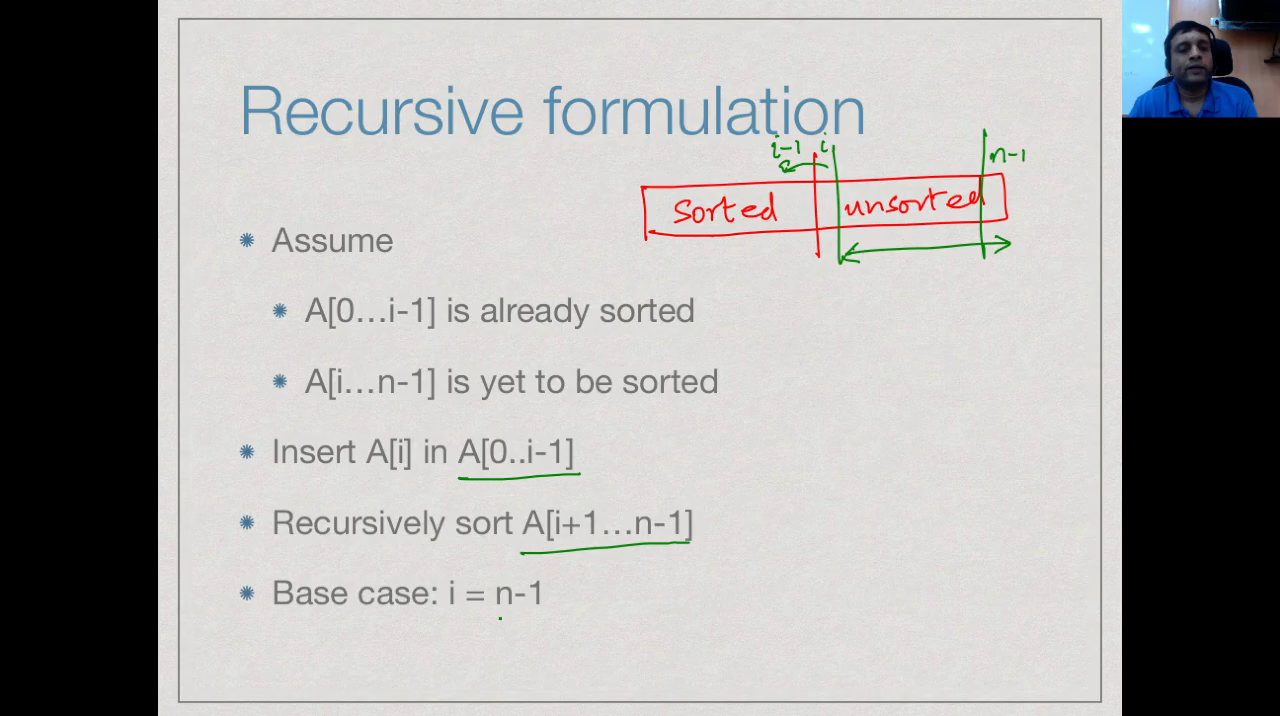 Recursive formulation
i-1 i
n-1
sorted unsorted
Assume
A[0...i-1] is already sorted
A[i...n-1] is yet to be sorted
Insert A[i] in A[0..i-1]
Recursively sort A[i+1...n-1]
Base case: i = n-1